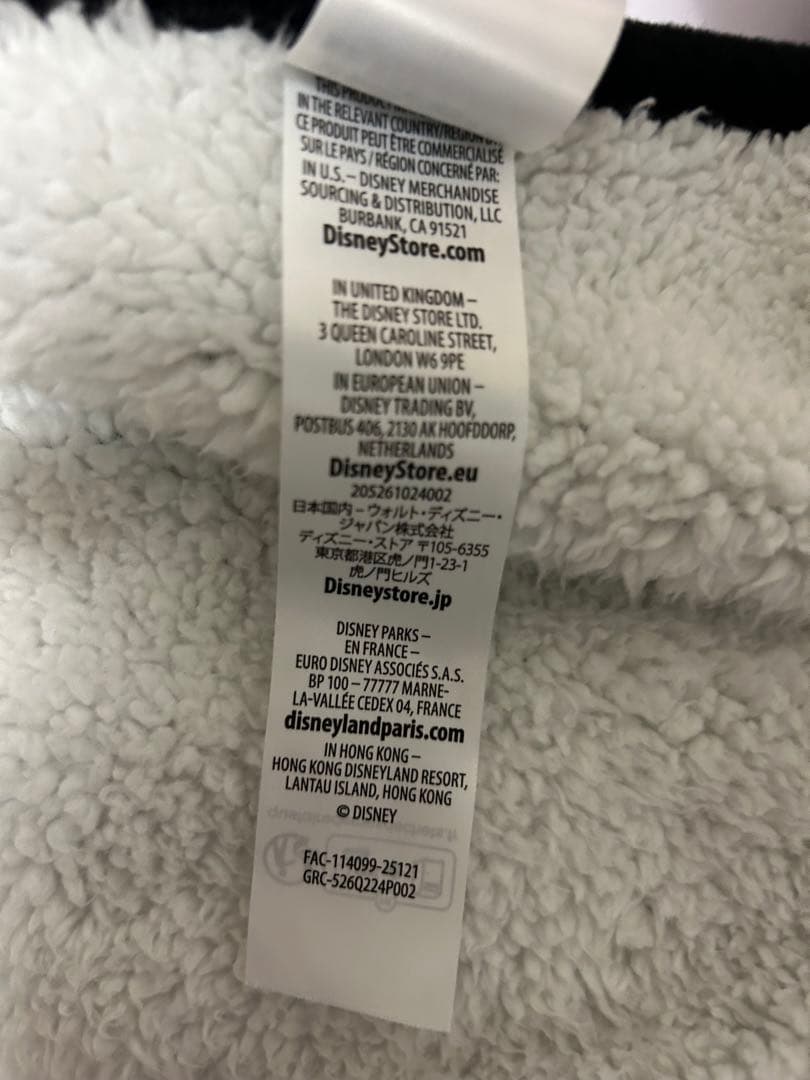 THIS PRODUCT
IN THE RELEVANT COUNTRY/REGION
CE PRODUIT PEUT ÊTRE COMMERCIALISÉ
SUR LE PAYS / RÉGION CONCERNÉ PAR:
IN U.S. – DISNEY MERCHANDISE
SOURCING & DISTRIBUTION, LLC
BURBANK, CA 91521
DisneyStore.com
IN UNITED KINGDOM –
THE DISNEY STORE LTD.
3 QUEEN CAROLINE STREET,
LONDON W6 9PE
IN EUROPEAN UNION –
DISNEY TRADING BV,
POSTBUS 406, 2130 AK HOOFDDORP,
NETHERLANDS
DisneyStore.eu
205261024002
日本国内 – ウォルト・ディズニー・
ジャパン株式会社
ディズニー・ストア 〒105-6355
東京都港区虎ノ門1-23-1
虎ノ門ヒルズ
Disneystore.jp
DISNEY PARKS –
EN FRANCE –
EURO DISNEY ASSOCIÉS S.A.S.
BP 100 – 77777 MARNE-
LA-VALLÉE CEDEX 04, FRANCE
disneylandparis.com
IN HONG KONG –
HONG KONG DISNEYLAND RESORT,
LANTAU ISLAND, HONG KONG
© DISNEY
FAC-114099-25121
GRC-526Q224P002